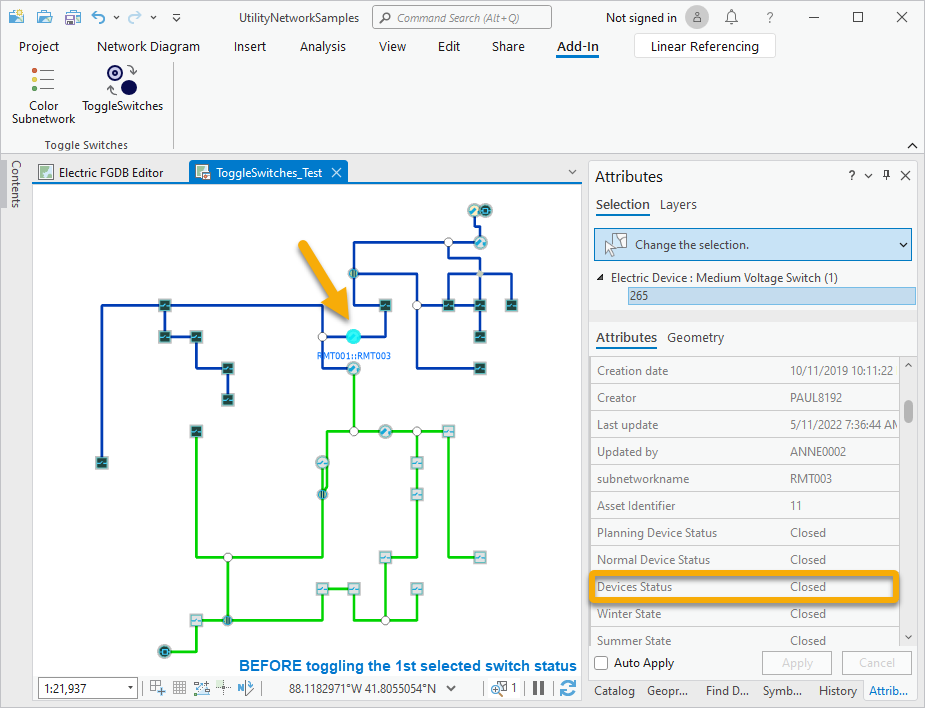 UtilityNetworkSamples
Command Search (Alt+Q)
Not signed in
?
Project
Network Diagram
Insert
Analysis
View
Edit
Share
Add-In
Linear Referencing
Color
Subnetwork
ToggleSwitches
Toggle Switches
Contents
Electric FGDB Editor
ToggleSwitches_Test
RMT001::RMT003
BEFORE toggling the 1st selected switch status
1:21,937
88.1182971°W 41.8055054°N
1
Attributes
?
Selection
Layers
Change the selection.
Electric Device : Medium Voltage Switch (1)
265
Attributes
Geometry
Creation date 10/11/2019 10:11:22
Creator PAUL8192
Last update 5/11/2022 7:36:44 AM
Updated by ANNE0002
subnetworkname RMT003
Asset Identifier 11
Planning Device Status Closed
Normal Device Status Closed
Devices Status Closed
Winter State Closed
Summer State Closed
Auto Apply
Apply
Cancel
Catalog
Geopr...
Find D...
Symb...
History
Attrib...